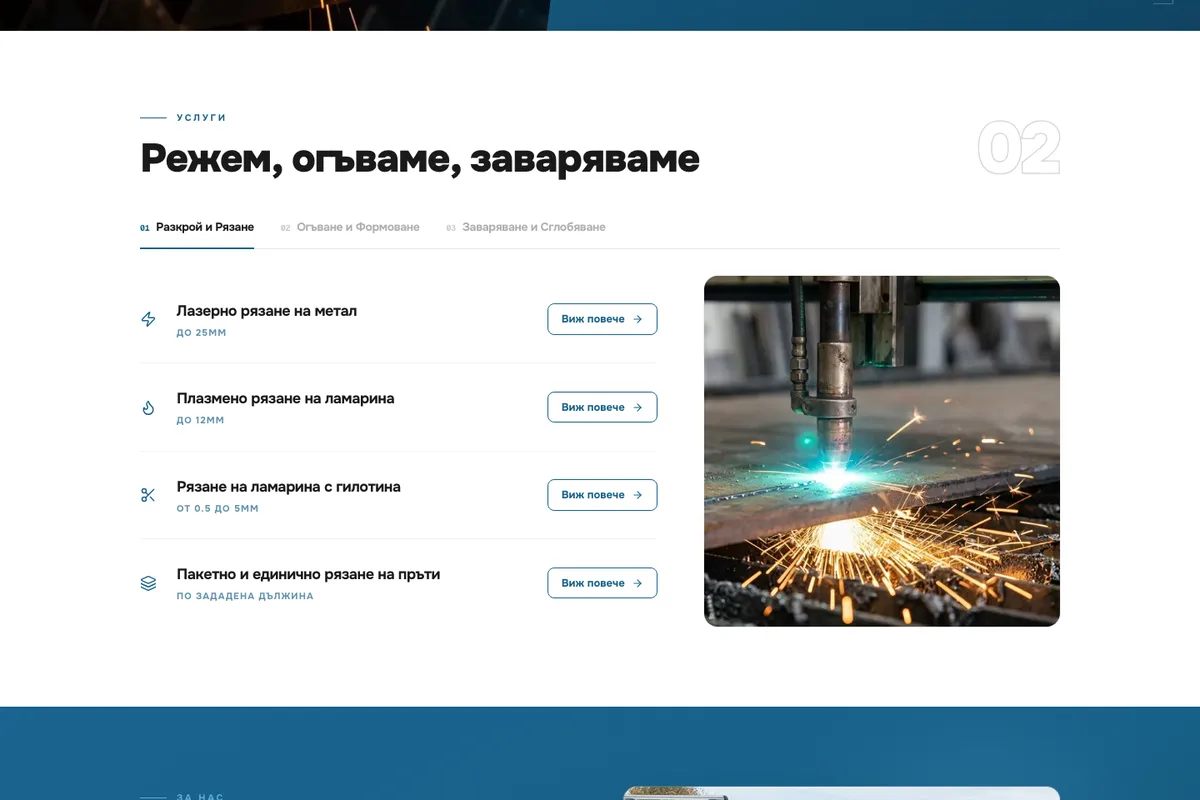 УСЛУГИ
02
Режем, огъваме, заваряваме
01 Разкрой и Рязане
02 Огъване и Формоване
03 Заваряване и Сглобяване
Лазерно рязане на метал
ДО 25ММ
Виж повече
Плазмено рязане на ламарина
ДО 12ММ
Виж повече
Рязане на ламарина с гилотина
ОТ 0.5 ДО 5ММ
Виж повече
Пакетно и единично рязане на пръти
ПО ЗАДАДЕНА ДЪЛЖИНА
Виж повече
ЗА НАС